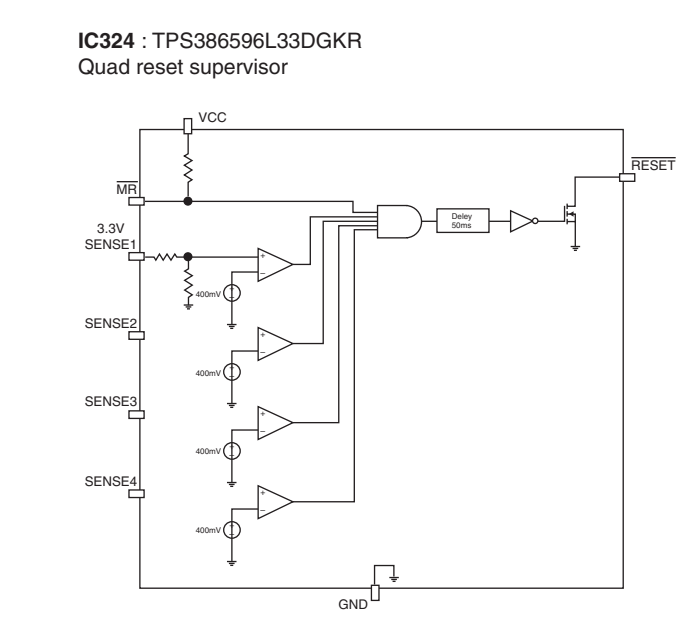 IC324 : TPS386596L33DGKR
Quad reset supervisor
VCC
RESET
MR
3.3V
SENSE1
Deley
50ms
+
−
400mV
SENSE2
+
−
400mV
SENSE3
+
−
400mV
SENSE4
+
−
400mV
GND